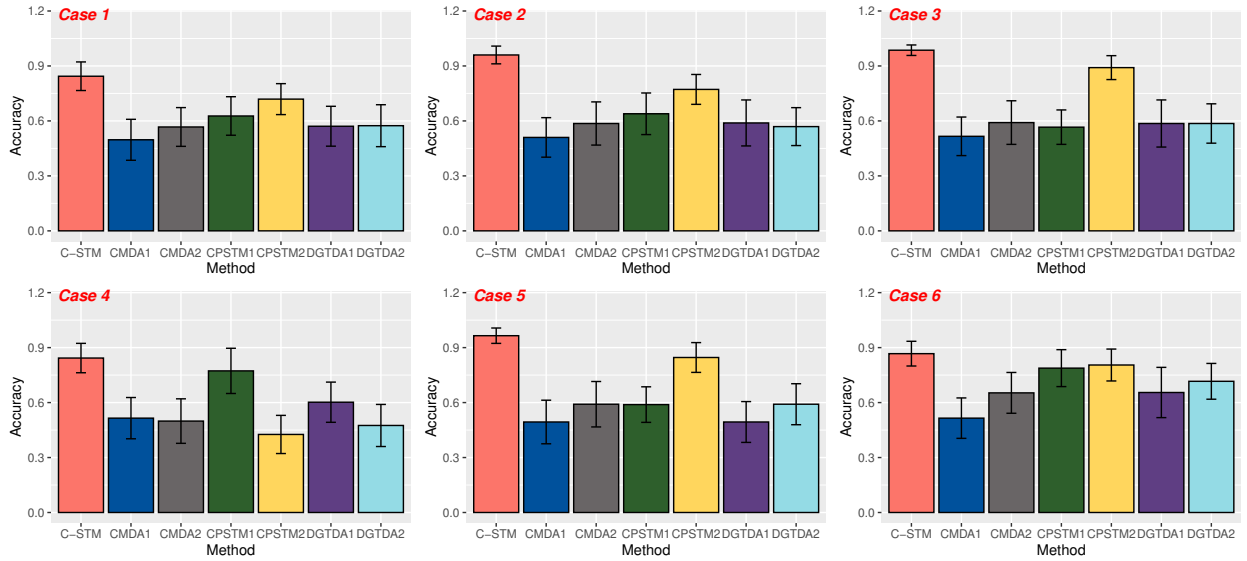 Case 1
1.2
0.9
0.6
0.3
0.0
Accuracy
C-STM CMDA1 CMDA2 CPSTM1 CPSTM2 DGTDA1 DGTDA2
Method
Case 2
1.2
0.9
0.6
0.3
0.0
Accuracy
C-STM CMDA1 CMDA2 CPSTM1 CPSTM2 DGTDA1 DGTDA2
Method
Case 3
1.2
0.9
0.6
0.3
0.0
Accuracy
C-STM CMDA1 CMDA2 CPSTM1 CPSTM2 DGTDA1 DGTDA2
Method
Case 4
1.2
0.9
0.6
0.3
0.0
Accuracy
C-STM CMDA1 CMDA2 CPSTM1 CPSTM2 DGTDA1 DGTDA2
Method
Case 5
1.2
0.9
0.6
0.3
0.0
Accuracy
C-STM CMDA1 CMDA2 CPSTM1 CPSTM2 DGTDA1 DGTDA2
Method
Case 6
1.2
0.9
0.6
0.3
0.0
Accuracy
C-STM CMDA1 CMDA2 CPSTM1 CPSTM2 DGTDA1 DGTDA2
Method